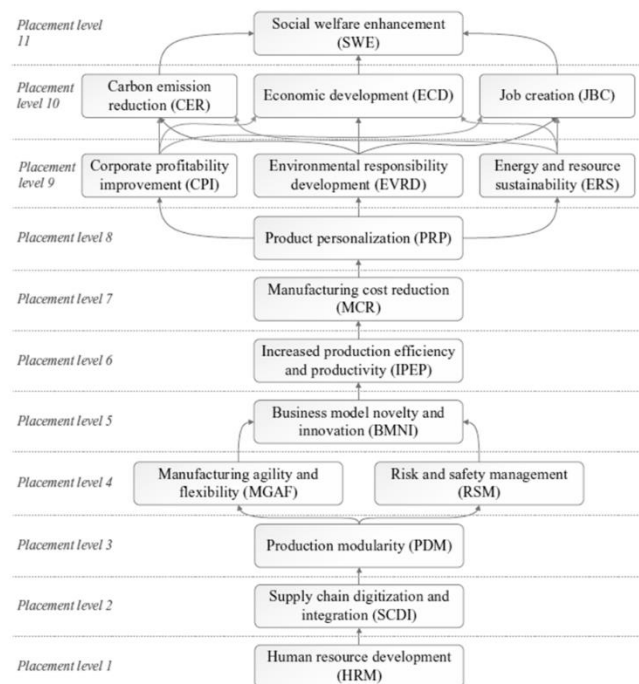 Placement level
11
Social welfare enhancement
(SWE)
Placement
level 10
Carbon emission
reduction (CER)
Economic development (ECD)
Job creation (JBC)
Placement
level 9
Corporate profitability
improvement (CPI)
Environmental responsibility
development (EVRD)
Energy and resource
sustainability (ERS)
Placement level 8
Product personalization (PRP)
Placement level 7
Manufacturing cost reduction
(MCR)
Placement level 6
Increased production efficiency
and productivity (IPEP)
Placement level 5
Business model novelty and
innovation (BMNI)
Placement level 4
Manufacturing agility and
flexibility (MGAF)
Risk and safety management
(RSM)
Placement level 3
Production modularity (PDM)
Placement level 2
Supply chain digitization and
integration (SCDI)
Placement level 1
Human resource development
(HRM)